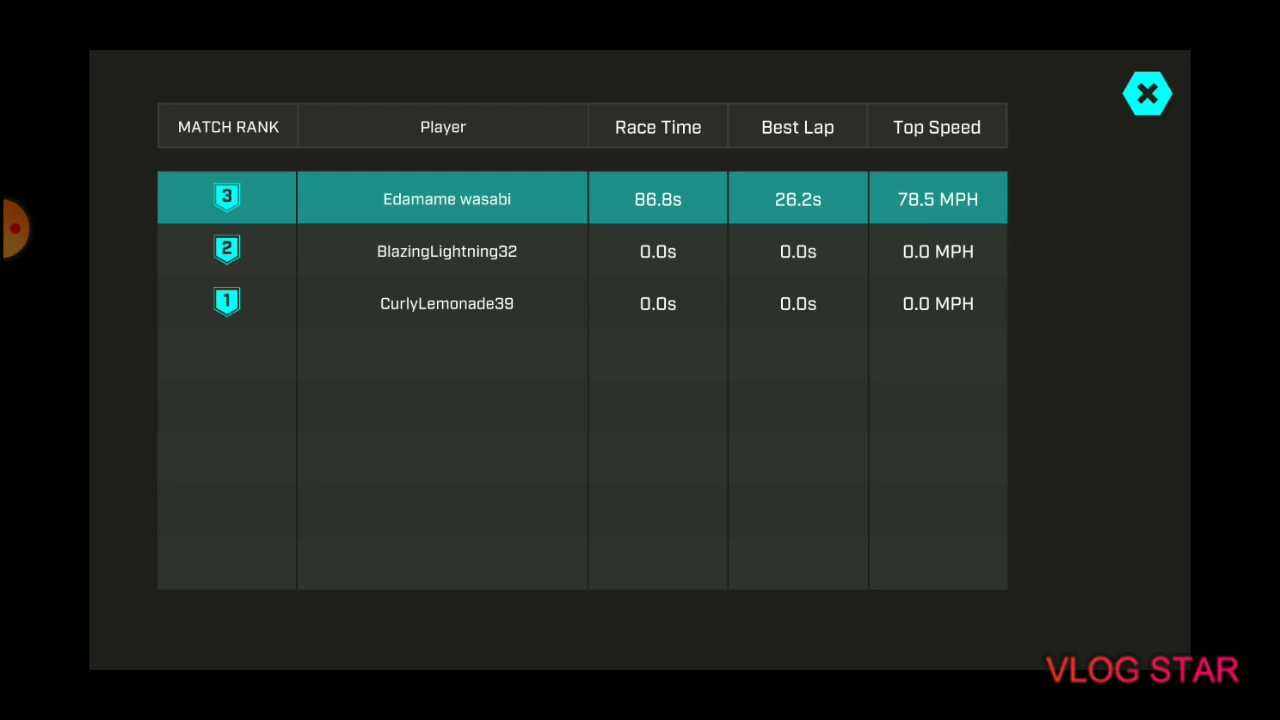 MATCH RANK Player Race Time Best Lap Top Speed
3 Edamame wasabi 86.8s 26.2s 78.5 MPH
2 BlazingLightning32 0.0s 0.0s 0.0 MPH
1 CurlyLemonade39 0.0s 0.0s 0.0 MPH
VLOG STAR